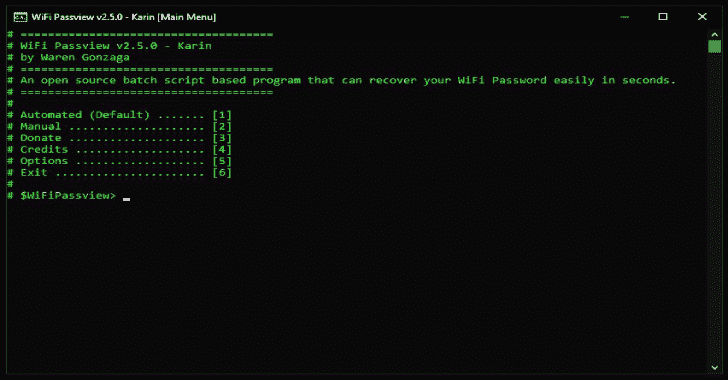 C:\. WiFi Passview v2.5.0 - Karin [Main Menu]
# =====================================
# WiFi Passview v2.5.0 - Karin
# by Waren Gonzaga
# =====================================
# An open source batch script based program that can recover your WiFi Password easily in seconds.
# =====================================
#
# Automated (Default) ....... [1]
# Manual .................... [2]
# Donate .................... [3]
# Credits ................... [4]
# Options ................... [5]
# Exit ...................... [6]
#
# $WiFiPassview> _